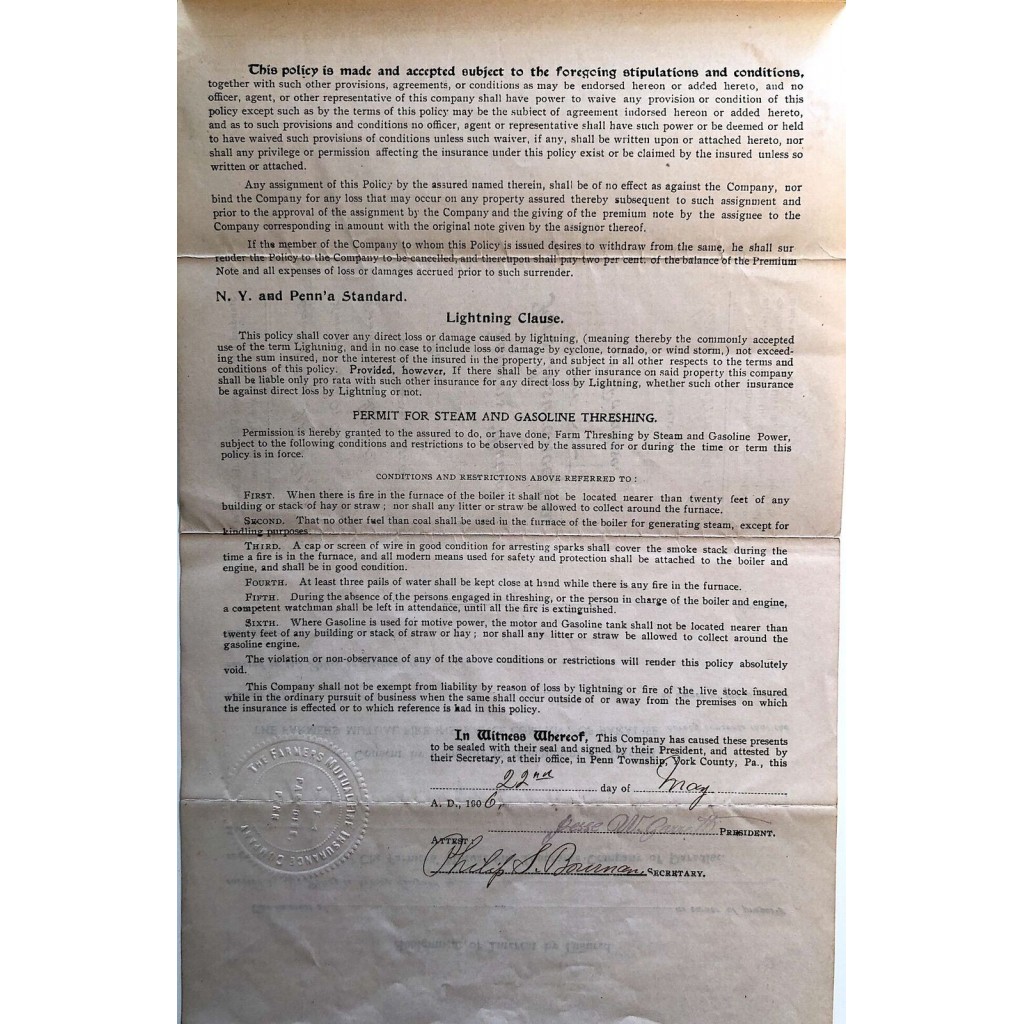 This policy is made and accepted subject to the foregoing stipulations and conditions,
together with such other provisions, agreements, or conditions as may be endorsed hereon or added hereto, and no
officer, agent, or other representative of this company shall have power to waive any provision or condition of this
policy except such as by the terms of this policy may be the subject of agreement indorsed hereon or added hereto,
and as to such provisions and conditions no officer, agent or representative shall have such power or be deemed or held
to have waived such provisions of conditions unless such waiver, if any, shall be written upon or attached hereto, nor
shall any privilege or permission affecting the insurance under this policy exist or be claimed by the insured unless so
written or attached.
Any assignment of this Policy by the assured named therein, shall be of no effect as against the Company, nor
bind the Company for any loss that may occur on any property assured thereby subsequent to such assignment and
prior to the approval of the assignment by the Company and the giving of the premium note by the assignee to the
Company corresponding in amount with the original note given by the assignor thereof.
If the member of the Company to whom this Policy is issued desires to withdraw from the same, he shall sur
render the Policy to the Company to be cancelled, and thereupon shall pay two per cent. of the balance of the Premium
Note and all expenses of loss or damages accrued prior to such surrender.
N. Y. and Penn'a Standard.
Lightning Clause.
This policy shall cover any direct loss or damage caused by lightning, (meaning thereby the commonly accepted
use of the term Lightning, and in no case to include loss or damage by cyclone, tornado, or wind storm,) not exceed-
ing the sum insured, nor the interest of the insured in the property, and subject in all other respects to the terms and
conditions of this policy. Provided, however, If there shall be any other insurance on said property this company
shall be liable only pro rata with such other insurance for any direct loss by Lightning, whether such other insurance
be against direct loss by Lightning or not.
PERMIT FOR STEAM AND GASOLINE THRESHING.
Permission is hereby granted to the assured to do, or have done, Farm Threshing by Steam and Gasoline Power,
subject to the following conditions and restrictions to be observed by the assured for or during the time or term this
policy is in force.
CONDITIONS AND RESTRICTIONS ABOVE REFERRED TO:
FIRST. When there is fire in the furnace of the boiler it shall not be located nearer than twenty feet of any
building or stack of hay or straw; nor shall any litter or straw be allowed to collect around the furnace.
SECOND. That no other fuel than coal shall be used in the furnace of the boiler for generating steam, except for
kindling purposes.
THIRD. A cap or screen of wire in good condition for arresting sparks shall cover the smoke stack during the
time a fire is in the furnace, and all modern means used for safety and protection shall be attached to the boiler and
engine, and shall be in good condition.
FOURTH. At least three pails of water shall be kept close at hand while there is any fire in the furnace.
FIFTH. During the absence of the persons engaged in threshing, or the person in charge of the boiler and engine,
a competent watchman shall be left in attendance, until all the fire is extinguished.
SIXTH. Where Gasoline is used for motive power, the motor and Gasoline tank shall not be located nearer than
twenty feet of any building or stack of straw or hay; nor shall any litter or straw be allowed to collect around the
gasoline engine.
The violation or non-observance of any of the above conditions or restrictions will render this policy absolutely
void.
This Company shall not be exempt from liability by reason of loss by lightning or fire of the live stock insured
while in the ordinary pursuit of business when the same shall occur outside of or away from the premises on which
the insurance is effected or to which reference is had in this policy.
In Witness Whereof, This Company has caused these presents
to be sealed with their seal and signed by their President, and attested by
their Secretary, at their office, in Penn Township, York County, Pa., this
22nd day of May
A. D., 1906,
Jesse W. PRESIDENT.
ATTEST:
Philip S. Bowman SECRETARY.
THE FARMERS MUTUAL FIRE INSURANCE COMPANY
PARADISE
PENN